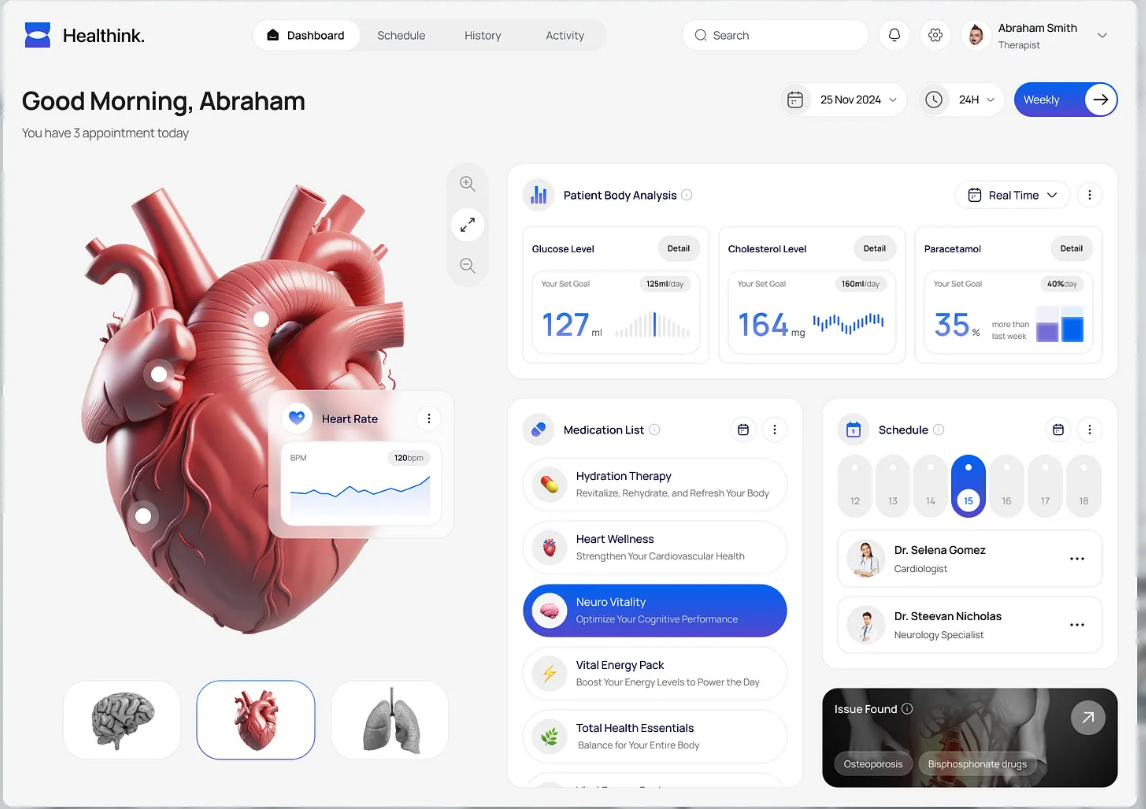 Healthink.
Dashboard
Schedule
History
Activity
Search
Abraham Smith
Therapist
Good Morning, Abraham
You have 3 appointment today
25 Nov 2024
24H
Weekly
Patient Body Analysis
Real Time
Glucose Level
Detail
Your Set Goal
125ml/day
127 ml
Cholesterol Level
Detail
Your Set Goal
160ml/day
164 mg
Paracetamol
Detail
Your Set Goal
40%day
35 %
more than
last week
Heart Rate
BPM
120bpm
Medication List
Hydration Therapy
Revitalize, Rehydrate, and Refresh Your Body
Heart Wellness
Strengthen Your Cardiovascular Health
Neuro Vitality
Optimize Your Cognitive Performance
Vital Energy Pack
Boost Your Energy Levels to Power the Day
Total Health Essentials
Balance for Your Entire Body
Schedule
1
12 13 14 15 16 17 18
Dr. Selena Gomez
Cardiologist
Dr. Steevan Nicholas
Neurology Specialist
Issue Found
Osteoporosis
Bisphosphonate drugs